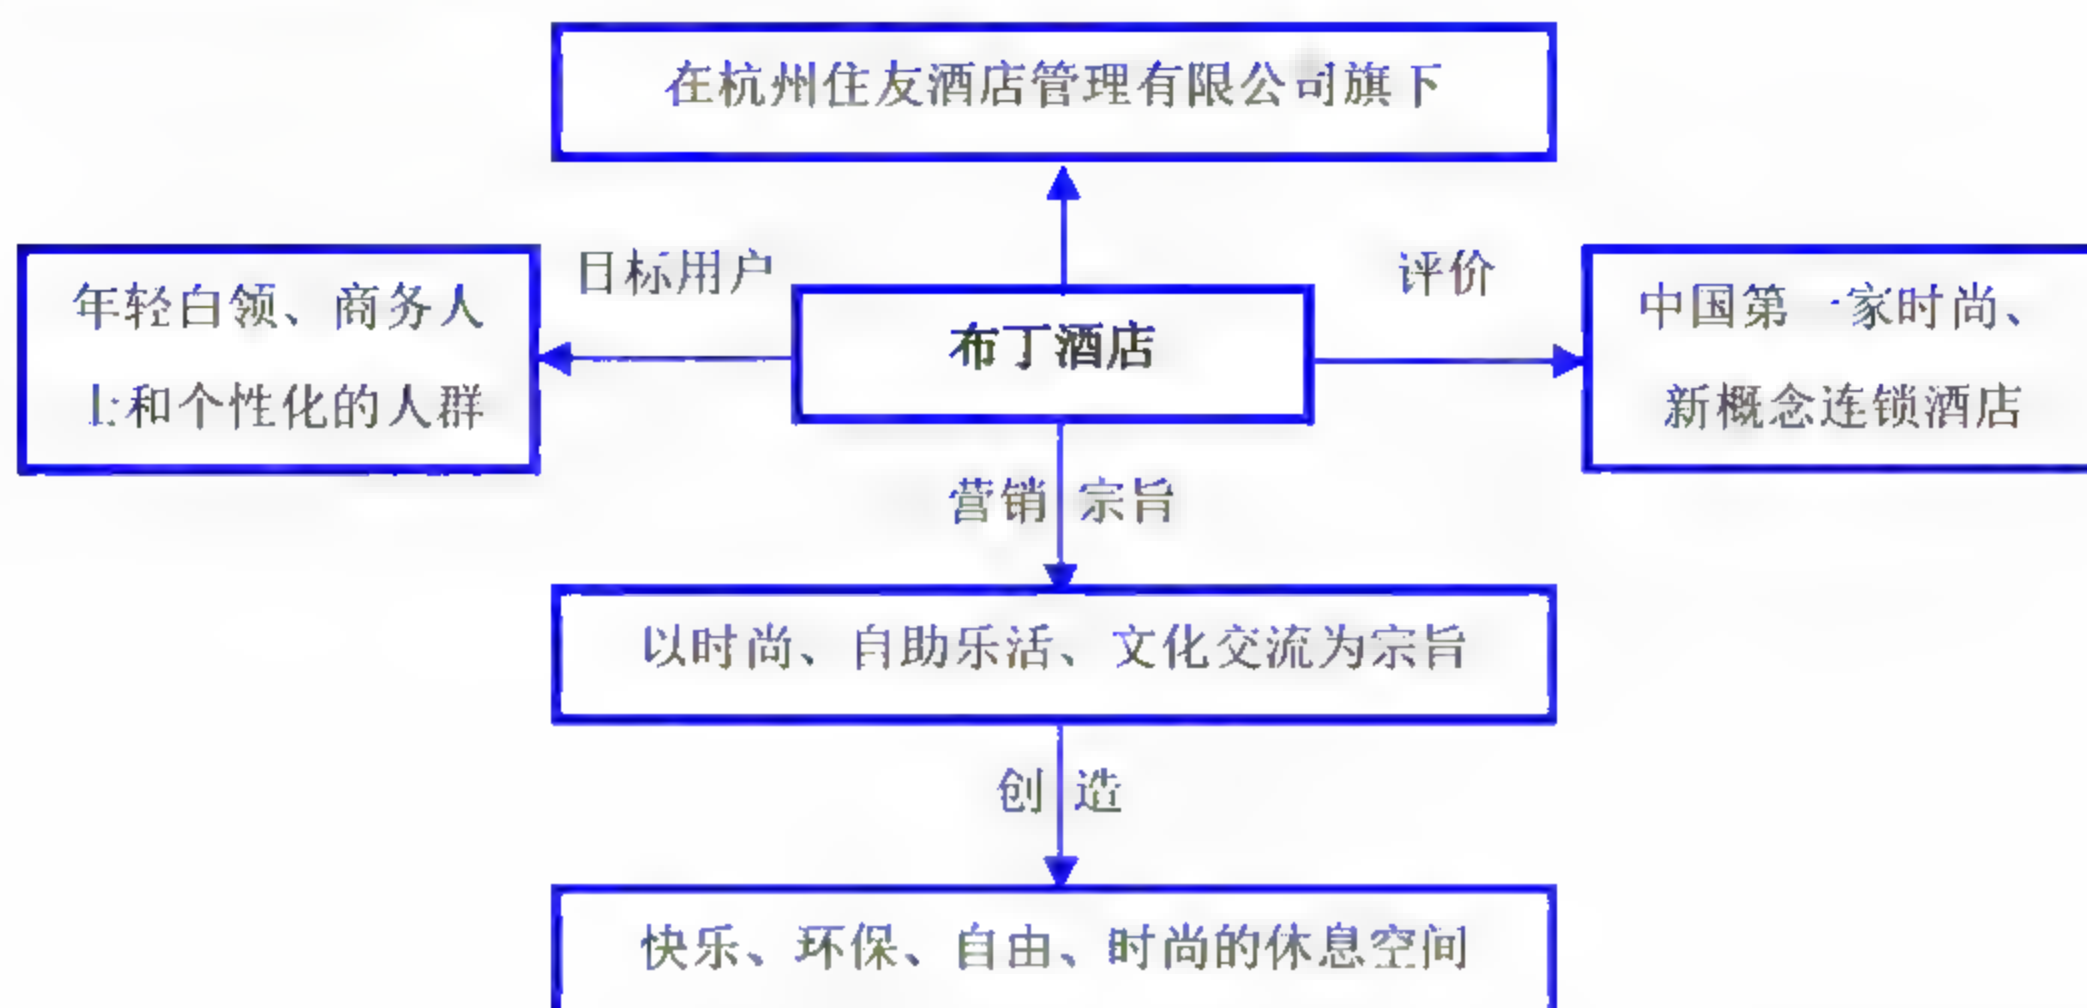 在杭州住友酒店管理有限公司旗下
目标用户
评价
年轻白领、商务人
士和个性化的人群
布丁酒店
中国第一家时尚、
新概念连锁酒店
营销宗旨
以时尚、自助乐活、文化交流为宗旨
创造
快乐、环保、自由、时尚的休息空间